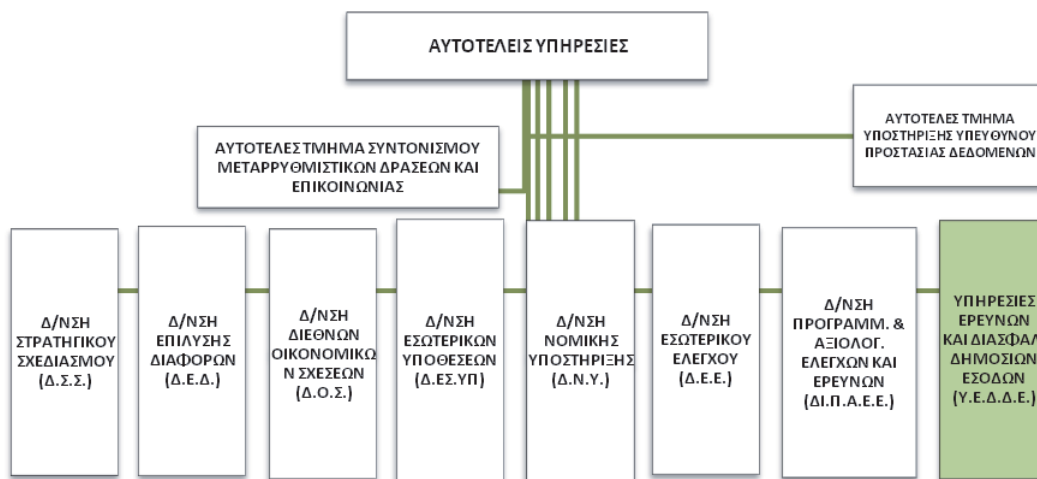 ΑΥΤΟΤΕΛΕΙΣ ΥΠΗΡΕΣΙΕΣ
ΑΥΤΟΤΕΛΕΣ ΤΜΗΜΑ ΣΥΝΤΟΝΙΣΜΟΥ
ΜΕΤΑΡΡΥΘΜΙΣΤΙΚΩΝ ΔΡΑΣΕΩΝ ΚΑΙ
ΕΠΙΚΟΙΝΩΝΙΑΣ
ΑΥΤΟΤΕΛΕΣ ΤΜΗΜΑ
ΥΠΟΣΤΗΡΙΞΗΣ ΥΠΕΥΘΥΝΟΥ
ΠΡΟΣΤΑΣΙΑΣ ΔΕΔΟΜΕΝΩΝ
Δ/ΝΣΗ
ΣΤΡΑΤΗΓΙΚΟΥ
ΣΧΕΔΙΑΣΜΟΥ
(Δ.Σ.Σ.)
Δ/ΝΣΗ
ΕΠΙΛΥΣΗΣ
ΔΙΑΦΟΡΩΝ
(Δ.Ε.Δ.)
Δ/ΝΣΗ
ΔΙΕΘΝΩΝ
ΟΙΚΟΝΟΜΙΚΩ
Ν ΣΧΕΣΕΩΝ
(Δ.Ο.Σ.)
Δ/ΝΣΗ
ΕΣΩΤΕΡΙΚΩΝ
ΥΠΟΘΕΣΕΩΝ
(Δ.ΕΣ.ΥΠ)
Δ/ΝΣΗ
ΝΟΜΙΚΗΣ
ΥΠΟΣΤΗΡΙΞΗΣ
(Δ.Ν.Υ.)
Δ/ΝΣΗ
ΕΣΩΤΕΡΙΚΟΥ
ΕΛΕΓΧΟΥ
(Δ.Ε.Ε.)
Δ/ΝΣΗ
ΠΡΟΓΡΑΜΜ. &
ΑΞΙΟΛΟΓ.
ΕΛΕΓΧΩΝ ΚΑΙ
ΕΡΕΥΝΩΝ
(ΔΙ.Π.Α.Ε.Ε.)
ΥΠΗΡΕΣΙΕΣ
ΕΡΕΥΝΩΝ
ΚΑΙ ΔΙΑΣΦΑΛ
ΔΗΜΟΣΙΩΝ
ΕΣΟΔΩΝ
(Υ.Ε.Δ.Δ.Ε.)